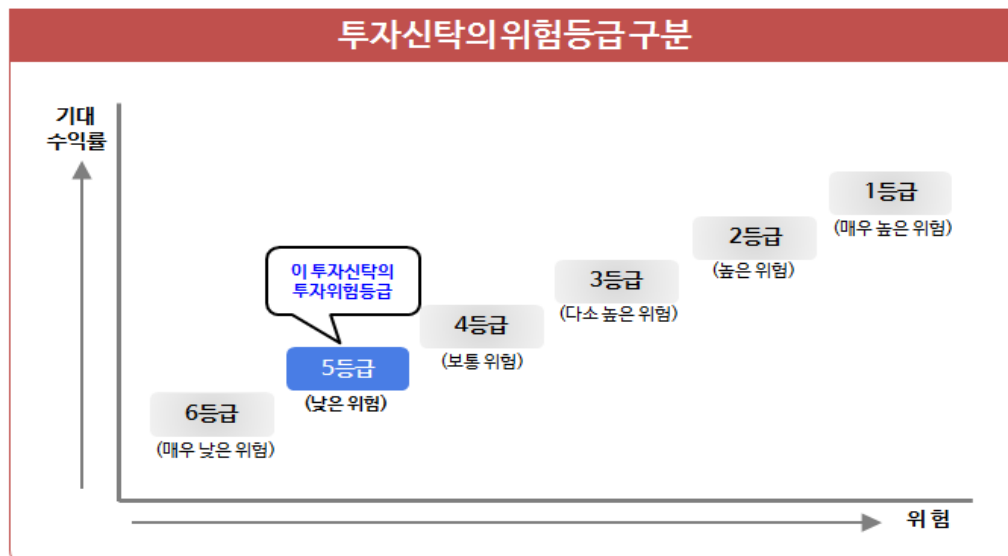 투자신탁의 위험등급 구분
기대
수익률
1등급
(매우 높은 위험)
2등급
(높은 위험)
3등급
(다소 높은 위험)
이 투자신탁의
투자위험등급
4등급
(보통 위험)
5등급
(낮은 위험)
6등급
(매우 낮은 위험)
위 험